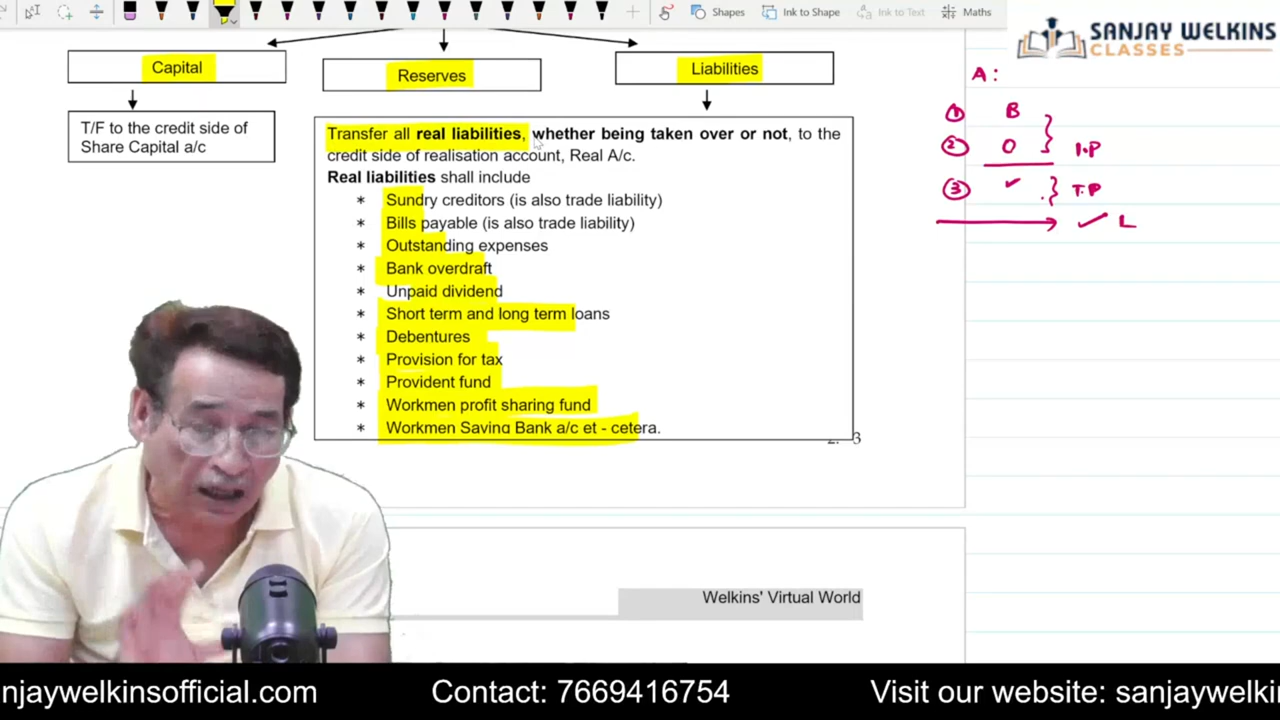 Shapes
Ink to Shape
Ink to Text
Maths
SANJAY WELKINS
CLASSES
Capital
Reserves
Liabilities
T/F to the credit side of
Share Capital a/c
Transfer all real liabilities, whether being taken over or not, to the
credit side of realisation account, Real A/c.
Real liabilities shall include
* Sundry creditors (is also trade liability)
* Bills payable (is also trade liability)
* Outstanding expenses
* Bank overdraft
* Unpaid dividend
* Short term and long term loans
* Debentures
* Provision for tax
* Provident fund
* Workmen profit sharing fund
* Workmen Saving Bank a/c et - cetera.
A:
① B
② O
I.P
③ ✓
T.P
✓ L
Welkins' Virtual World
njaywelkinsofficial.com
Contact: 7669416754
Visit our website: sanjaywelki